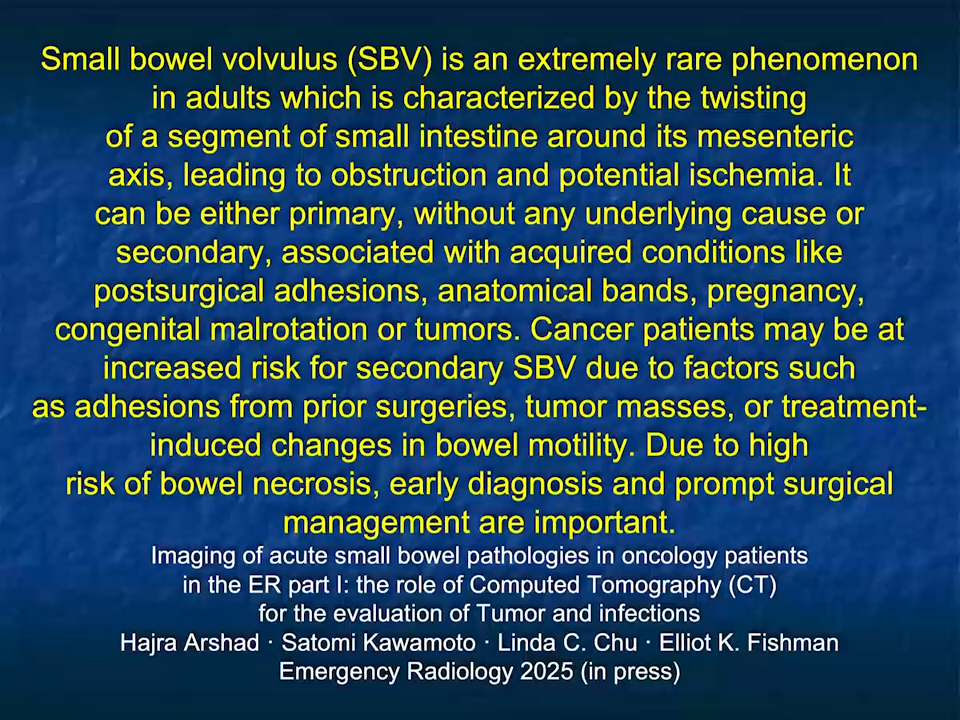 Small bowel volvulus (SBV) is an extremely rare phenomenon
in adults which is characterized by the twisting
of a segment of small intestine around its mesenteric
axis, leading to obstruction and potential ischemia. It
can be either primary, without any underlying cause or
secondary, associated with acquired conditions like
postsurgical adhesions, anatomical bands, pregnancy,
congenital malrotation or tumors. Cancer patients may be at
increased risk for secondary SBV due to factors such
as adhesions from prior surgeries, tumor masses, or treatment-
induced changes in bowel motility. Due to high
risk of bowel necrosis, early diagnosis and prompt surgical
management are important.
Imaging of acute small bowel pathologies in oncology patients
in the ER part I: the role of Computed Tomography (CT)
for the evaluation of Tumor and infections
Hajra Arshad · Satomi Kawamoto · Linda C. Chu · Elliot K. Fishman
Emergency Radiology 2025 (in press)